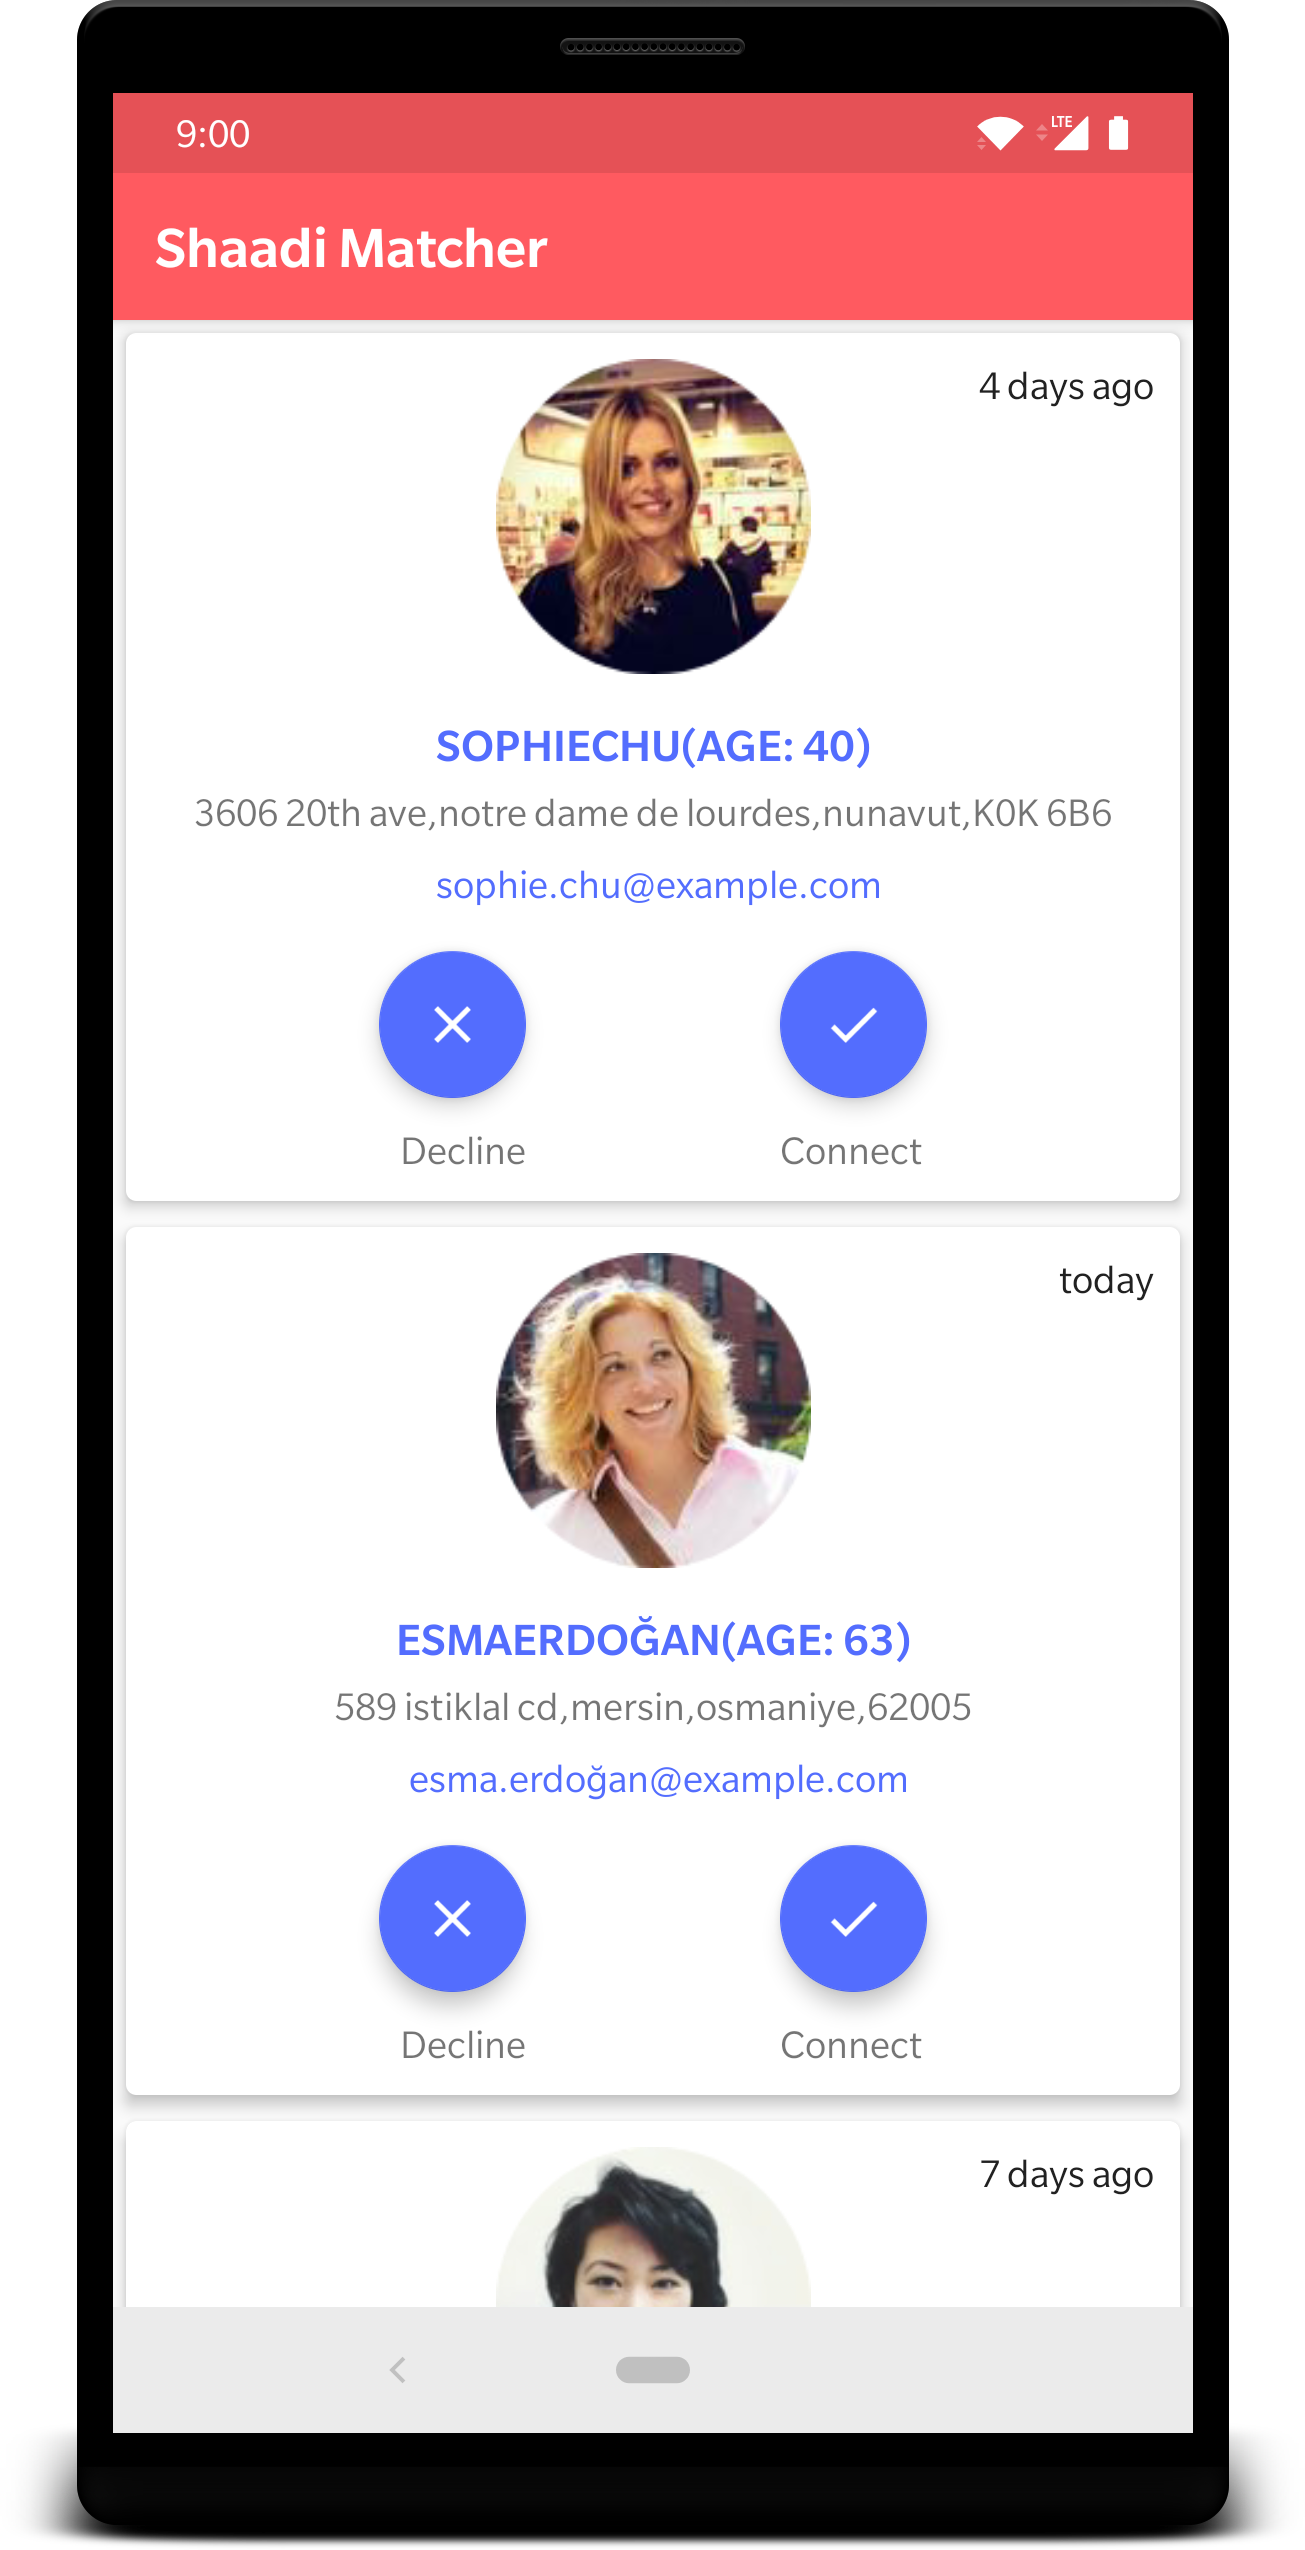 9:00
LTE
Shaadi Matcher
4 days ago
SOPHIECHU(AGE: 40)
3606 20th ave,notre dame de lourdes,nunavut,K0K 6B6
sophie.chu@example.com
Decline
Connect
today
ESMAERDOĞAN(AGE: 63)
589 istiklal cd,mersin,osmaniye,62005
esma.erdoğan@example.com
Decline
Connect
7 days ago